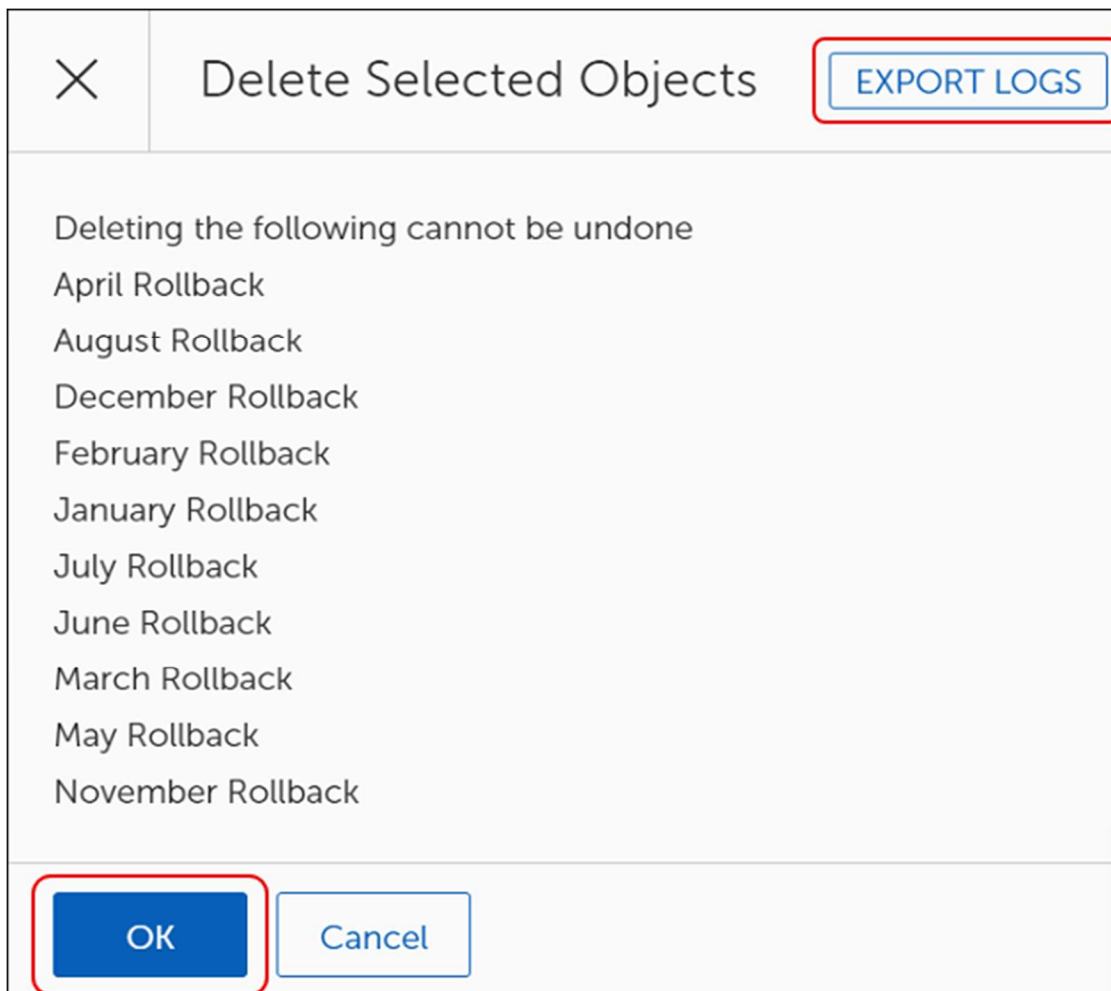 Delete Selected Objects
EXPORT LOGS
Deleting the following cannot be undone
April Rollback
August Rollback
December Rollback
February Rollback
January Rollback
July Rollback
June Rollback
March Rollback
May Rollback
November Rollback
OK
Cancel